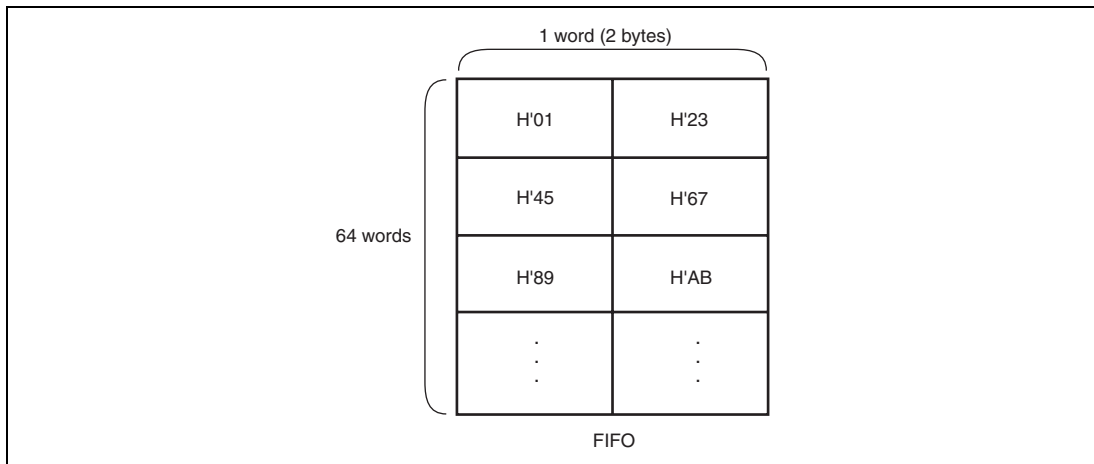 1 word (2 bytes)
H'01 H'23
H'45 H'67
64 words
H'89 H'AB
. .
. .
. .
FIFO